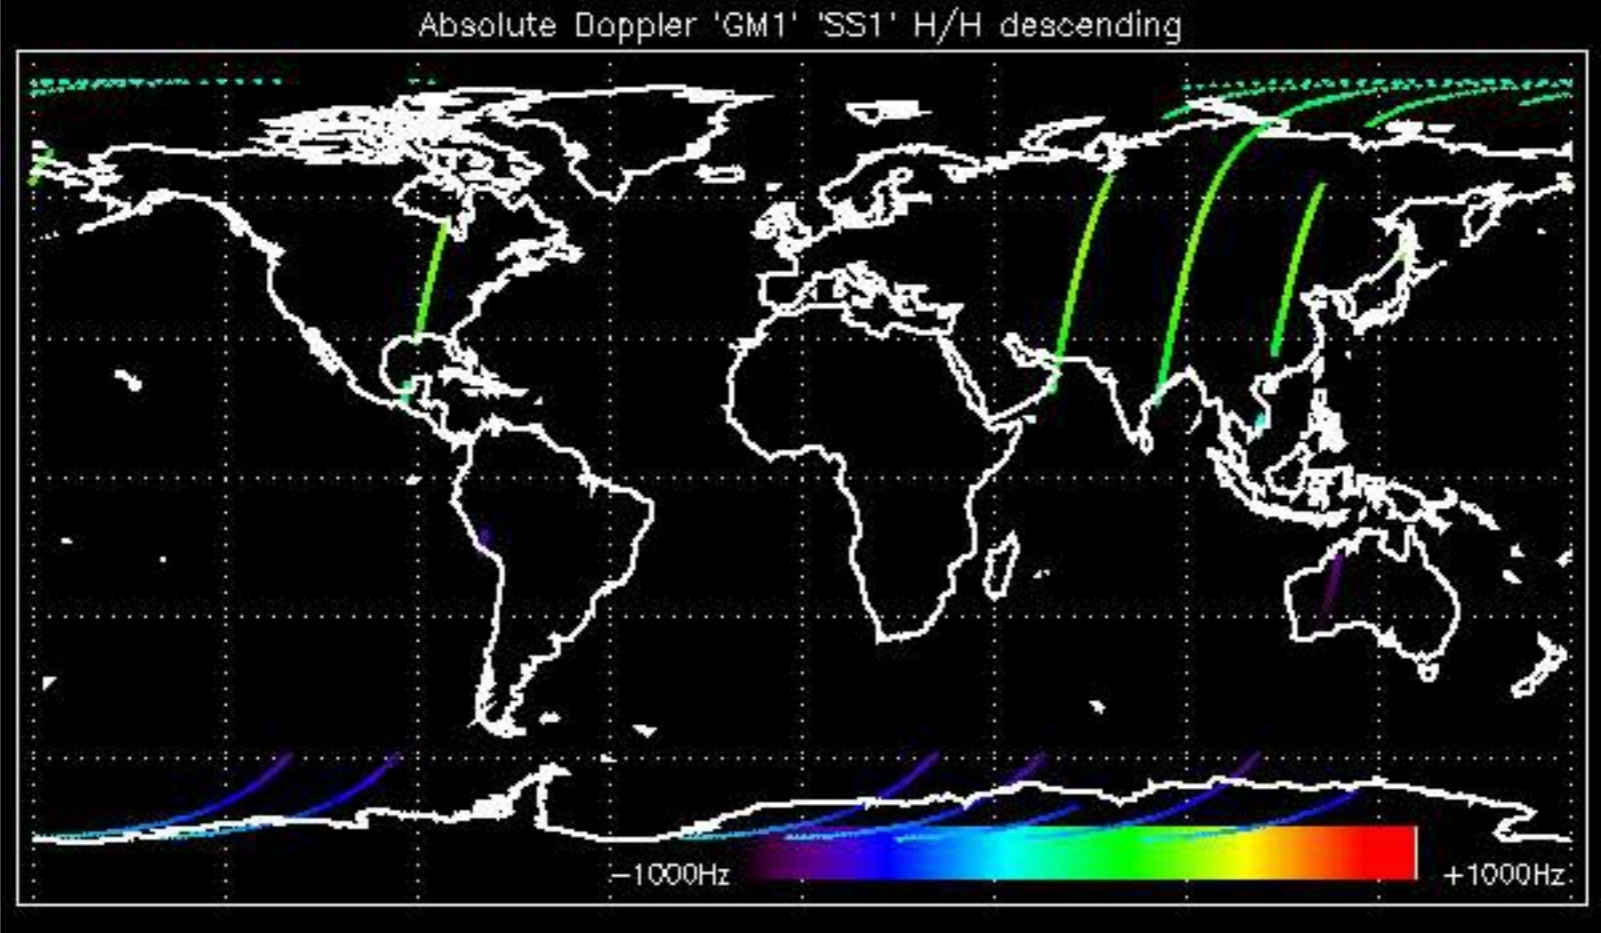 Absolute Doppler 'GM1' 'SS1' H/H descending
−1000Hz
+1000Hz